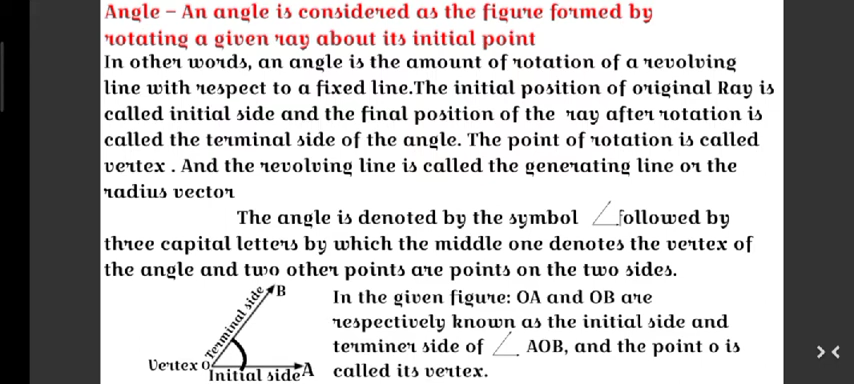 Angle – An angle is considered as the figure formed by
rotating a given ray about its initial point
In other words, an angle is the amount of rotation of a revolving
line with respect to a fixed line.The initial position of original Ray is
called initial side and the final position of the ray after rotation is
called the terminal side of the angle. The point of rotation is called
vertex . And the revolving line is called the generating line or the
radius vector
The angle is denoted by the symbol ∠ followed by
three capital letters by which the middle one denotes the vertex of
the angle and two other points are points on the two sides.
B
Terminal side
Vertex O
Initial side A
In the given figure: OA and OB are
respectively known as the initial side and
terminer side of ∠ AOB, and the point o is
called its vertex.